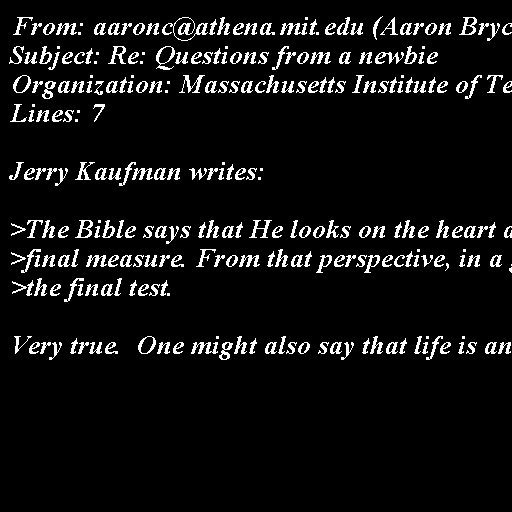 From: aaronc@athena.mit.edu (Aaron Bryc
Subject: Re: Questions from a newbie
Organization: Massachusetts Institute of Te
Lines: 7

Jerry Kaufman writes:

>The Bible says that He looks on the heart a
>final measure. From that perspective, in a g
>the final test.

Very true.  One might also say that life is an